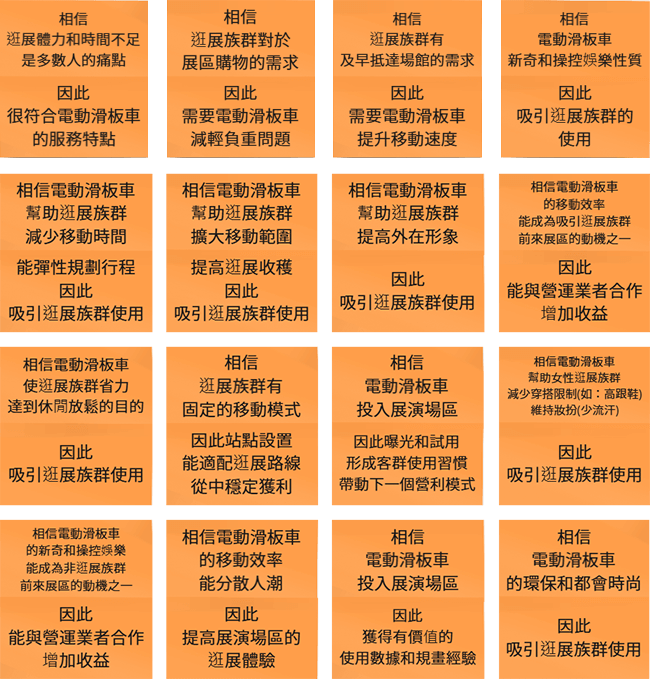 相信
逛展體力和時間不足
是多數人的痛點
因此
很符合電動滑板車
的服務特點
相信
逛展族群對於
展區購物的需求
因此
需要電動滑板車
減輕負重問題
相信
逛展族群有
及早抵達場館的需求
因此
需要電動滑板車
提升移動速度
相信
電動滑板車
新奇和操控娛樂性質
因此
吸引逛展族群的
使用
相信電動滑板車
幫助逛展族群
減少移動時間
能彈性規劃行程
因此
吸引逛展族群使用
相信電動滑板車
幫助逛展族群
擴大移動範圍
提高逛展收穫
因此
吸引逛展族群使用
相信電動滑板車
幫助逛展族群
提高外在形象
因此
吸引逛展族群使用
相信電動滑板車
的移動效率
能成為吸引逛展族群
前來展區的動機之一
因此
能與營運業者合作
增加收益
相信電動滑板車
使逛展族群省力
達到休閒放鬆的目的
因此
吸引逛展族群使用
相信
逛展族群有
固定的移動模式
因此站點設置
能適配逛展路線
從中穩定獲利
相信
電動滑板車
投入展演場區
因此曝光和試用
形成客群使用習慣
帶動下一個營利模式
相信電動滑板車
幫助女性逛展族群
減少穿搭限制(如：高跟鞋)
維持妝扮(少流汗)
因此
吸引逛展族群使用
相信電動滑板車
的新奇和操控娛樂
能成為非逛展族群
前來展區的動機之一
因此
能與營運業者合作
增加收益
相信電動滑板車
的移動效率
能分散人潮
因此
提高展演場區的
逛展體驗
相信
電動滑板車
投入展演場區
因此
獲得有價值的
使用數據和規畫經驗
相信
電動滑板車
的環保和都會時尚
因此
吸引逛展族群使用